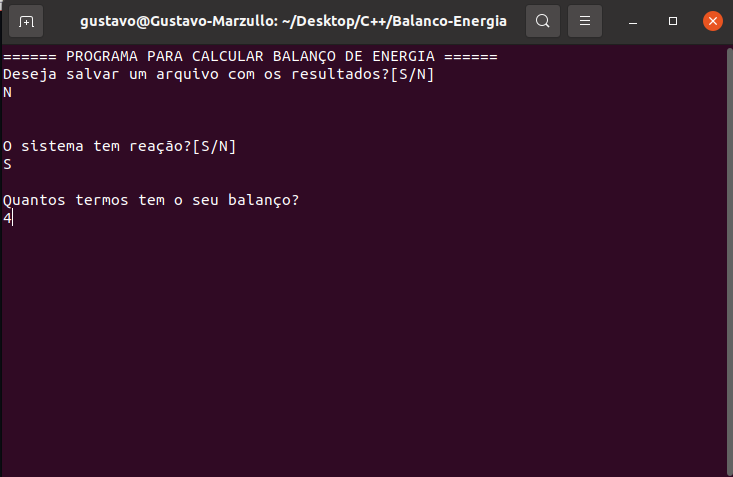 gustavo@Gustavo-Marzullo: ~/Desktop/C++/Balanco-Energia
====== PROGRAMA PARA CALCULAR BALANÇO DE ENERGIA ======
Deseja salvar um arquivo com os resultados?[S/N]
N
O sistema tem reação?[S/N]
S
Quantos termos tem o seu balanço?
4